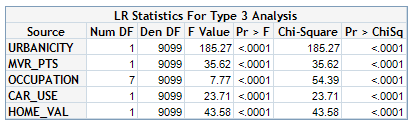 LR Statistics For Type 3 Analysis
Source Num DF Den DF F Value Pr > F Chi-Square Pr > ChiSq
URBANICITY 1 9099 185.27 <.0001 185.27 <.0001
MVR_PTS 1 9099 35.62 <.0001 35.62 <.0001
OCCUPATION 7 9099 7.77 <.0001 54.39 <.0001
CAR_USE 1 9099 23.71 <.0001 23.71 <.0001
HOME_VAL 1 9099 43.58 <.0001 43.58 <.0001